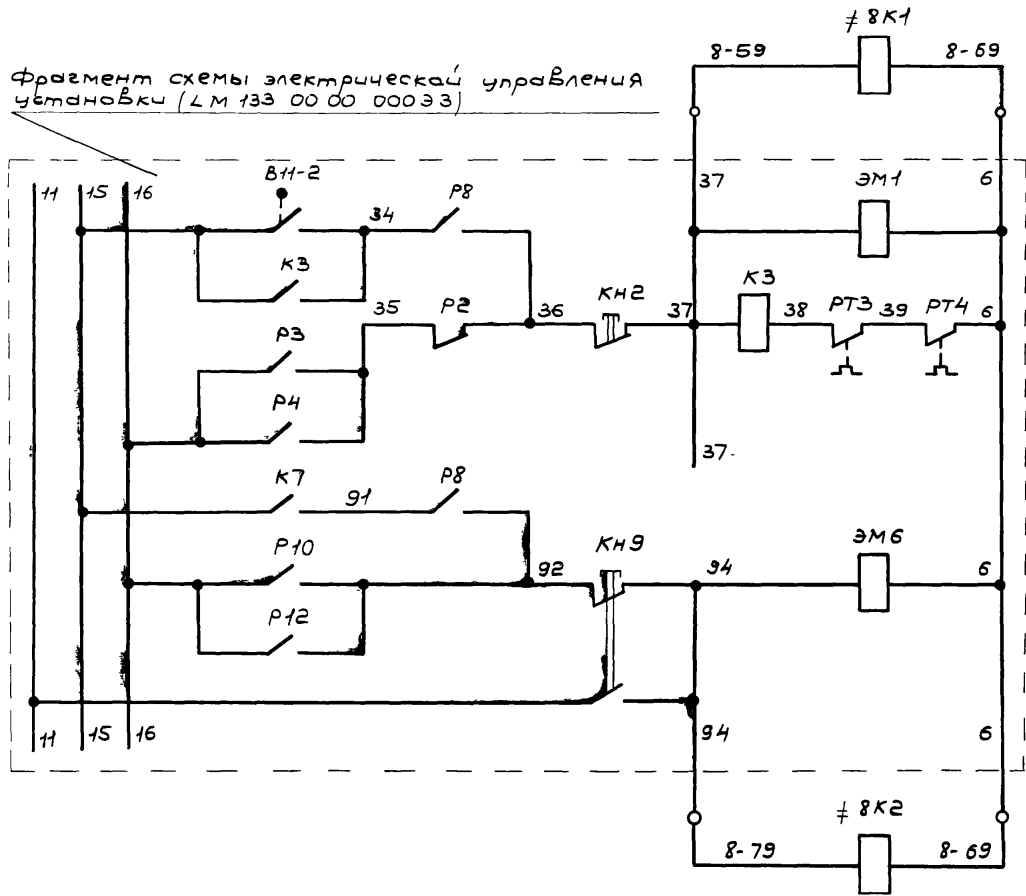 ≠ 8К1
8-59 8-69
Фрагмент схемы электрической управления
установки (LM 133 00 00 000ЭЗ)
11 15 16 В11-2 34 Р8 37 ЭМ1 6
К3
35 Р2 36 КН2 37 К3 38 РТ3 39 РТ4 6
Р3
Р4
37
К7 91 Р8
Р10 92 КН9 94 ЭМ6 6
Р12
11 15 16 94 6
≠ 8К2
8-79 8-69